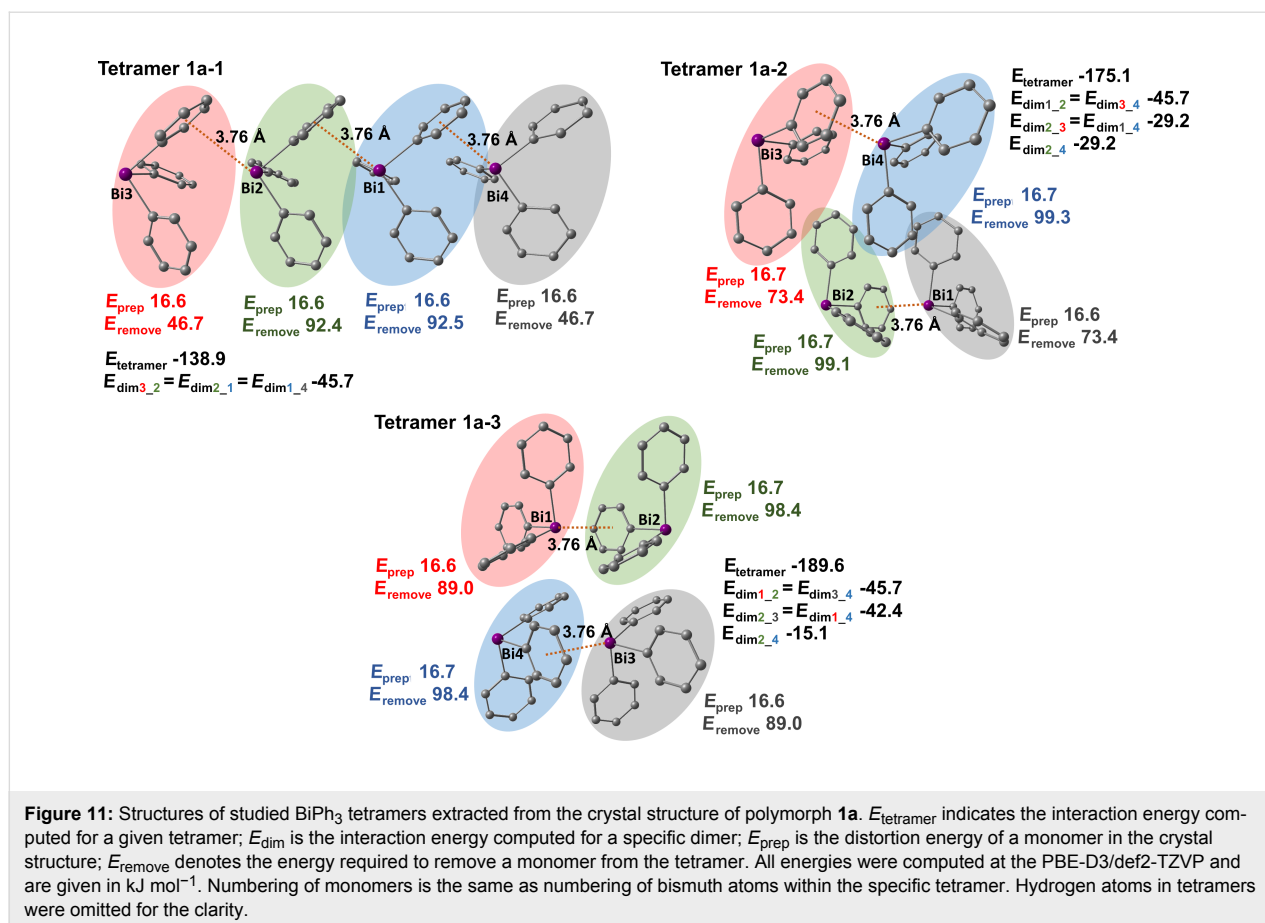 Tetramer 1a-1
3.76 Å
3.76 Å
3.76 Å
Bi3
Bi2
Bi1
Bi4
Eprep 16.6
Eremove 46.7
Eprep 16.6
Eremove 92.4
Eprep 16.6
Eremove 92.5
Eprep 16.6
Eremove 46.7
Etetramer -138.9
Edim3_2 = Edim2_1 = Edim1_4 -45.7
Tetramer 1a-2
3.76 Å
Bi3
Bi4
Etetramer -175.1
Edim1_2 = Edim3_4 -45.7
Edim2_3 = Edim1_4 -29.2
Edim2_4 -29.2
Eprep 16.7
Eremove 99.3
Eprep 16.7
Eremove 73.4
Bi2
Bi1
3.76 Å
Eprep 16.7
Eremove 99.1
Eprep 16.6
Eremove 73.4
Tetramer 1a-3
Bi1
Bi2
3.76 Å
Eprep 16.7
Eremove 98.4
Eprep 16.6
Eremove 89.0
Etetramer -189.6
Edim1_2 = Edim3_4 -45.7
Edim2_3 = Edim1_4 -42.4
Edim2_4 -15.1
3.76 Å
Bi4
Bi3
Eprep 16.7
Eremove 98.4
Eprep 16.6
Eremove 89.0
Figure 11: Structures of studied BiPh3 tetramers extracted from the crystal structure of polymorph 1a. Etetramer indicates the interaction energy com-
puted for a given tetramer; Edim is the interaction energy computed for a specific dimer; Eprep is the distortion energy of a monomer in the crystal
structure; Eremove denotes the energy required to remove a monomer from the tetramer. All energies were computed at the PBE-D3/def2-TZVP and
are given in kJ mol−1. Numbering of monomers is the same as numbering of bismuth atoms within the specific tetramer. Hydrogen atoms in tetramers
were omitted for the clarity.